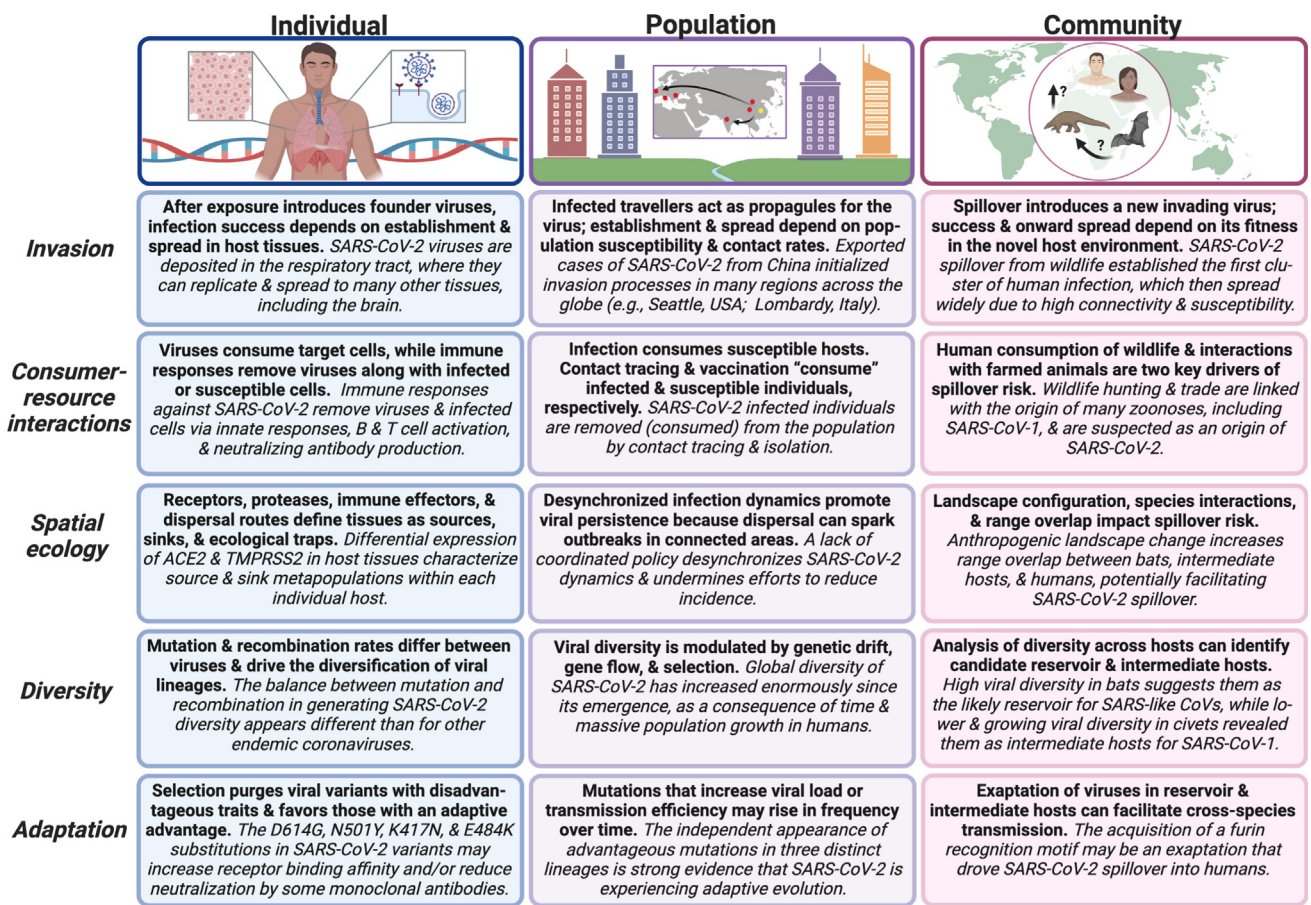 Individual
Population
Community
?
?
Invasion
After exposure introduces founder viruses,
infection success depends on establishment &
spread in host tissues. SARS-CoV-2 viruses are
deposited in the respiratory tract, where they
can replicate & spread to many other tissues,
including the brain.
Infected travellers act as propagules for the
virus; establishment & spread depend on pop-
ulation susceptibility & contact rates. Exported
cases of SARS-CoV-2 from China initialized
invasion processes in many regions across the
globe (e.g., Seattle, USA; Lombardy, Italy).
Spillover introduces a new invading virus;
success & onward spread depend on its fitness
in the novel host environment. SARS-CoV-2
spillover from wildlife established the first clu-
ster of human infection, which then spread
widely due to high connectivity & susceptibility.
Consumer-
resource
interactions
Viruses consume target cells, while immune
responses remove viruses along with infected
or susceptible cells. Immune responses
against SARS-CoV-2 remove viruses & infected
cells via innate responses, B & T cell activation,
& neutralizing antibody production.
Infection consumes susceptible hosts.
Contact tracing & vaccination “consume”
infected & susceptible individuals,
respectively. SARS-CoV-2 infected individuals
are removed (consumed) from the population
by contact tracing & isolation.
Human consumption of wildlife & interactions
with farmed animals are two key drivers of
spillover risk. Wildlife hunting & trade are linked
with the origin of many zoonoses, including
SARS-CoV-1, & are suspected as an origin of
SARS-CoV-2.
Spatial
ecology
Receptors, proteases, immune effectors, &
dispersal routes define tissues as sources,
sinks, & ecological traps. Differential expression
of ACE2 & TMPRSS2 in host tissues characterize
source & sink metapopulations within each
individual host.
Desynchronized infection dynamics promote
viral persistence because dispersal can spark
outbreaks in connected areas. A lack of
coordinated policy desynchronizes SARS-CoV-2
dynamics & undermines efforts to reduce
incidence.
Landscape configuration, species interactions,
& range overlap impact spillover risk.
Anthropogenic landscape change increases
range overlap between bats, intermediate
hosts, & humans, potentially facilitating
SARS-CoV-2 spillover.
Diversity
Mutation & recombination rates differ between
viruses & drive the diversification of viral
lineages. The balance between mutation and
recombination in generating SARS-CoV-2
diversity appears different than for other
endemic coronaviruses.
Viral diversity is modulated by genetic drift,
gene flow, & selection. Global diversity of
SARS-CoV-2 has increased enormously since
its emergence, as a consequence of time &
massive population growth in humans.
Analysis of diversity across hosts can identify
candidate reservoir & intermediate hosts.
High viral diversity in bats suggests them as
the likely reservoir for SARS-like CoVs, while lo-
wer & growing viral diversity in civets revealed
them as intermediate hosts for SARS-CoV-1.
Adaptation
Selection purges viral variants with disadvan-
tageous traits & favors those with an adaptive
advantage. The D614G, N501Y, K417N, & E484K
substitutions in SARS-CoV-2 variants may
increase receptor binding affinity and/or reduce
neutralization by some monoclonal antibodies.
Mutations that increase viral load or
transmission efficiency may rise in frequency
over time. The independent appearance of
advantageous mutations in three distinct
lineages is strong evidence that SARS-CoV-2 is
experiencing adaptive evolution.
Exaptation of viruses in reservoir &
intermediate hosts can facilitate cross-species
transmission. The acquisition of a furin
recognition motif may be an exaptation that
drove SARS-CoV-2 spillover into humans.